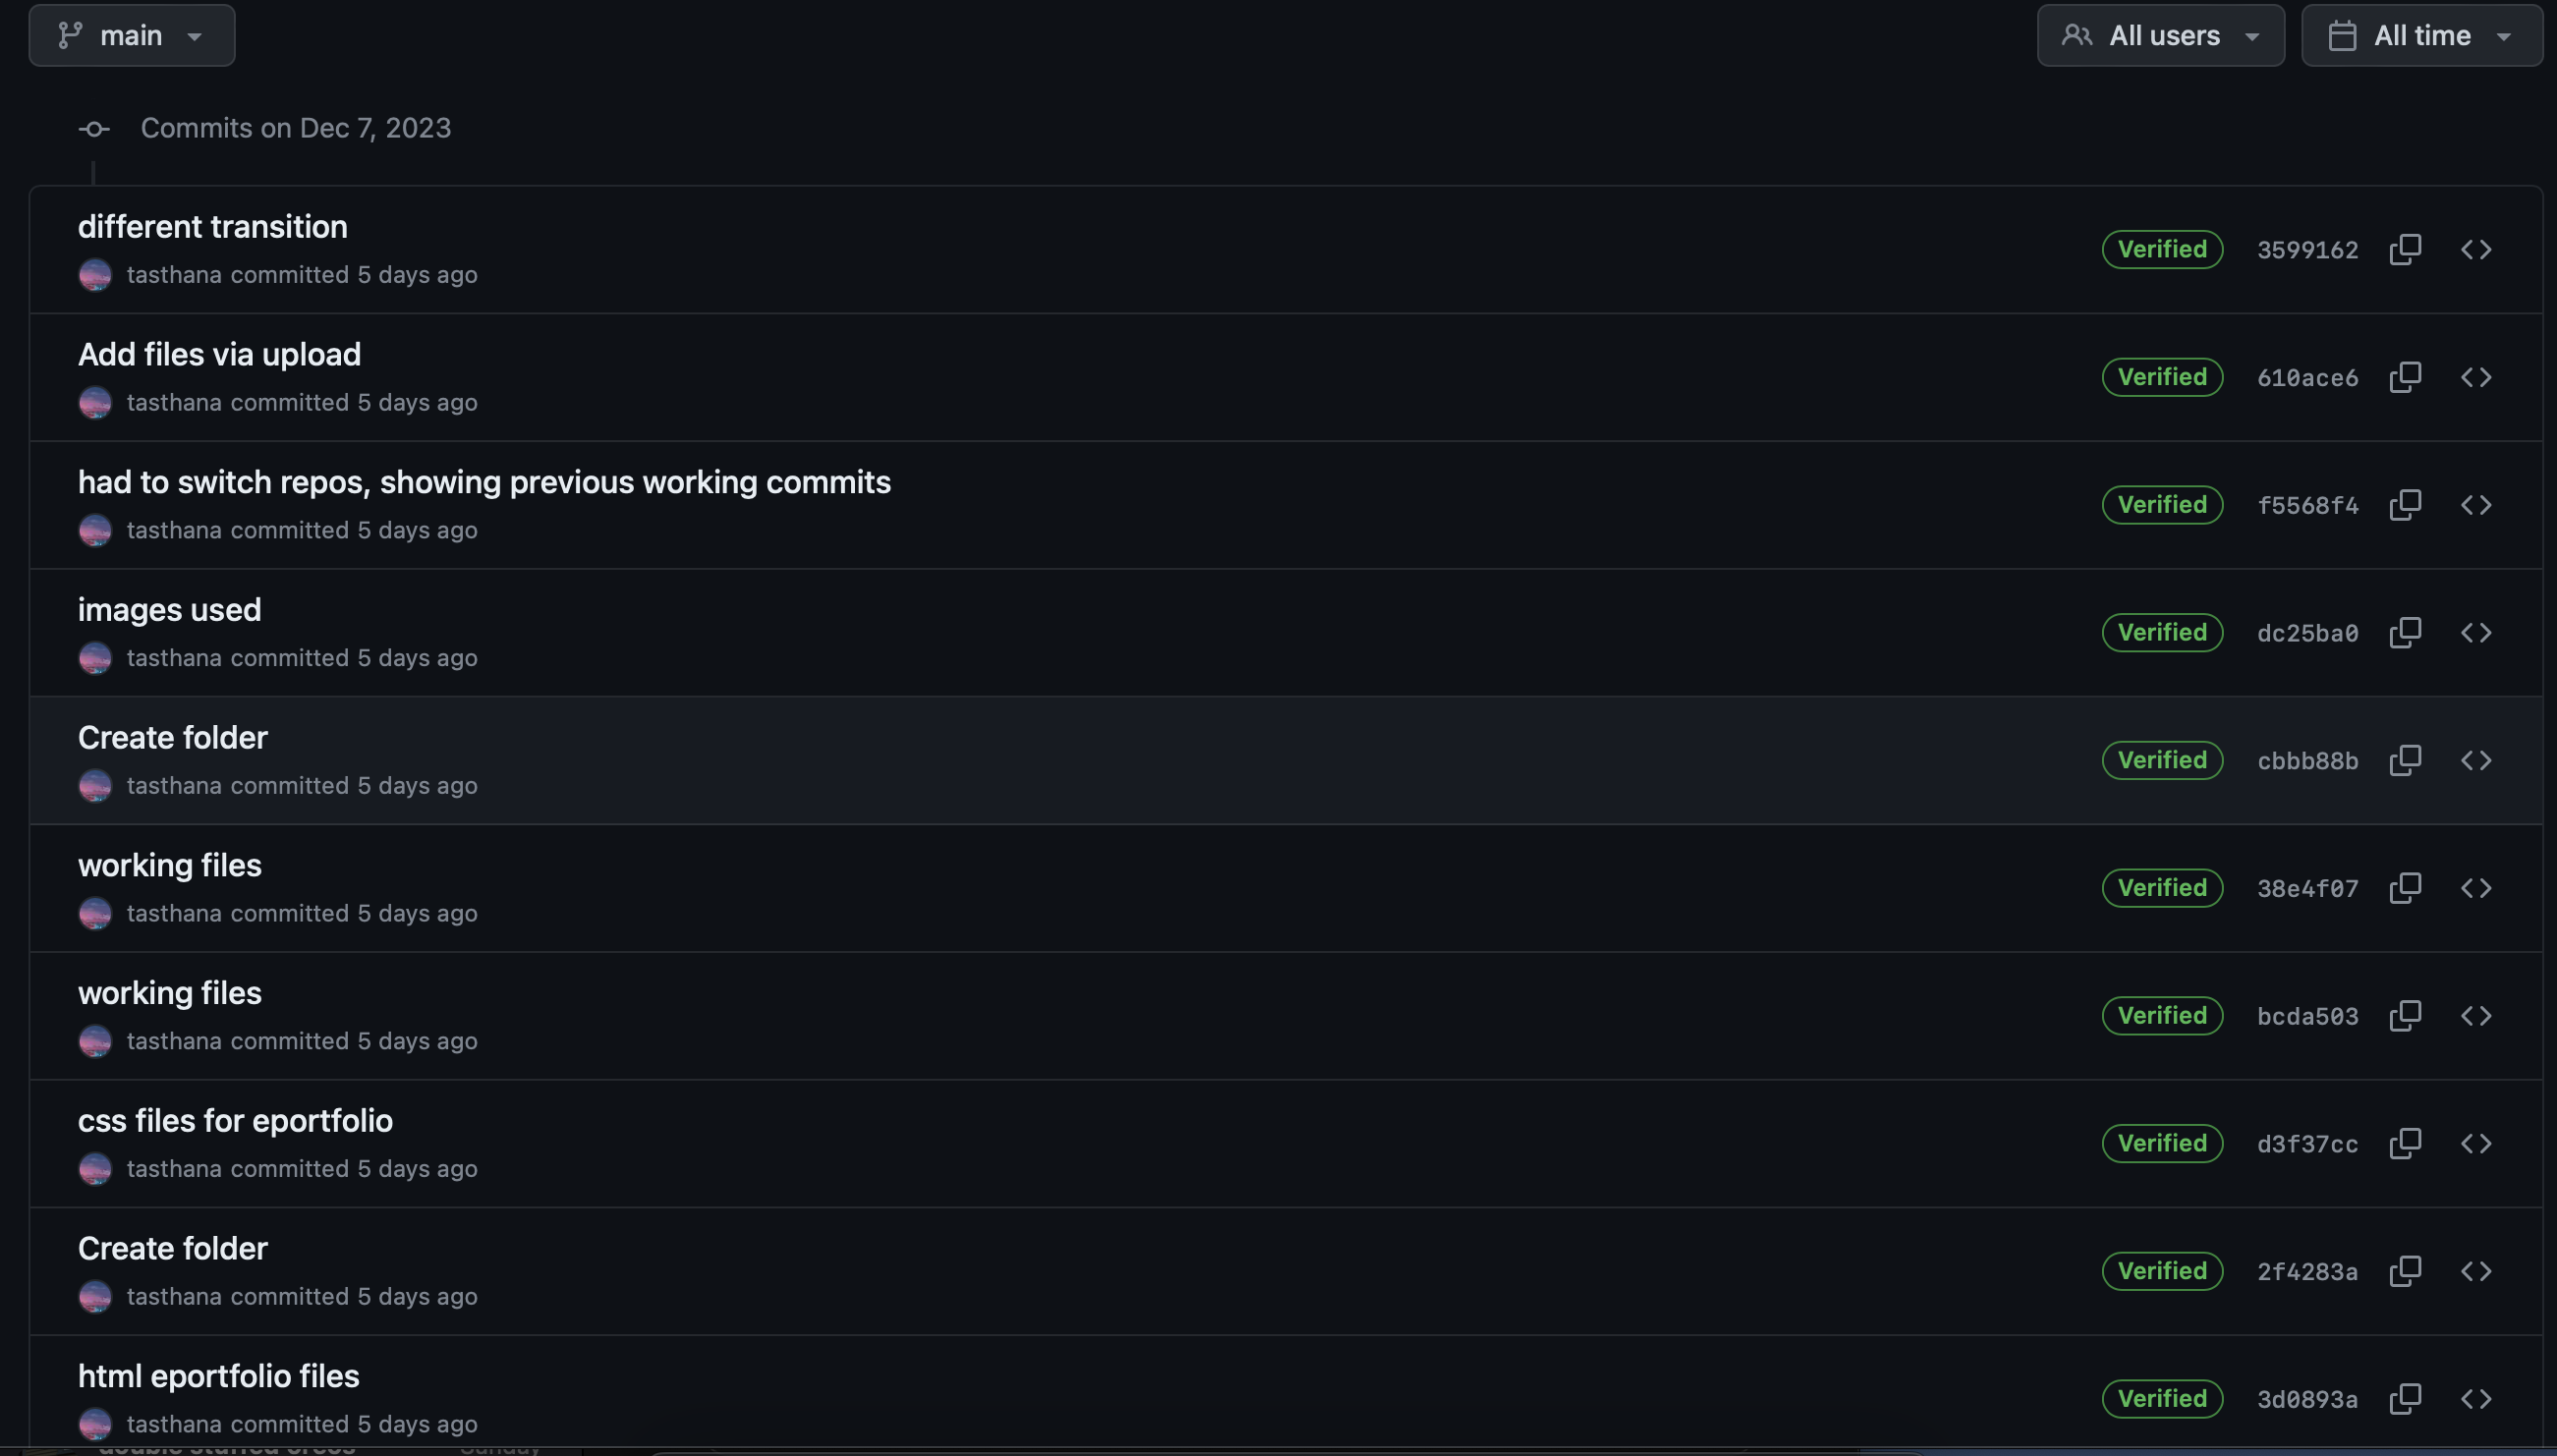 main
All users
All time
Commits on Dec 7, 2023
different transition
tasthana committed 5 days ago
Verified
3599162
Add files via upload
tasthana committed 5 days ago
Verified
610ace6
had to switch repos, showing previous working commits
tasthana committed 5 days ago
Verified
f5568f4
images used
tasthana committed 5 days ago
Verified
dc25ba0
Create folder
tasthana committed 5 days ago
Verified
cbbb88b
working files
tasthana committed 5 days ago
Verified
38e4f07
working files
tasthana committed 5 days ago
Verified
bcda503
css files for eportfolio
tasthana committed 5 days ago
Verified
d3f37cc
Create folder
tasthana committed 5 days ago
Verified
2f4283a
html eportfolio files
tasthana committed 5 days ago
Verified
3d0893a